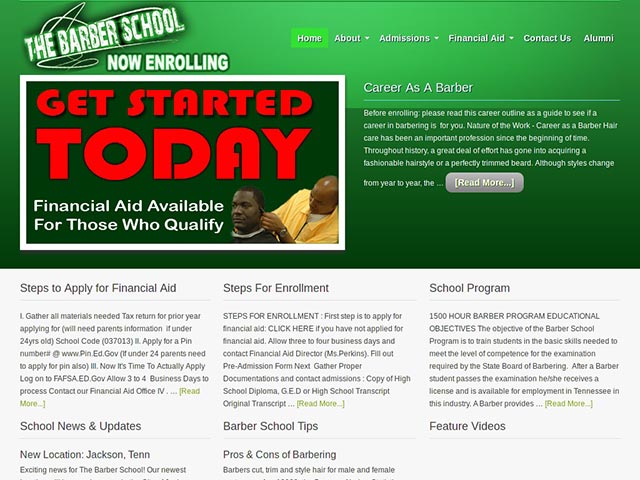 THE BARBER SCHOOL
NOW ENROLLING
Home About Admissions Financial Aid Contact Us Alumni
GET STARTED
TODAY
Financial Aid Available
For Those Who Qualify
Career As A Barber
Before enrolling: please read this career outline as a guide to see if a
career in barbering is for you. Nature of the Work - Career as a Barber Hair
care has been an important profession since the beginning of time.
Throughout history, a great deal of effort has gone into acquiring a
fashionable hairstyle or a perfectly trimmed beard. Although styles change
from year to year, the ... [Read More...]
Steps to Apply for Financial Aid
I. Gather all materials needed Tax return for prior year
applying for (will need parents information if under
24yrs old) School Code (037013) II. Apply for a Pin
number# @ www.Pin.Ed.Gov (If under 24 parents need
to apply for pin also) III. Now It's Time To Actually Apply
Log on to FAFSA.ED.Gov Allow 3 to 4 Business Days to
process Contact our Financial Aid Office IV . ... [Read
More...]
Steps For Enrollment
STEPS FOR ENROLLMENT : First step is to apply for
financial aid: CLICK HERE if you have not applied for
financial aid. Allow three to four business days and
contact Financial Aid Director (Ms.Perkins). Fill out
Pre-Admission Form Next Gather Proper
Documentations and contact admissions : Copy of High
School Diploma, G.E.D or High School Transcript
Original Transcript ... [Read More...]
School Program
1500 HOUR BARBER PROGRAM EDUCATIONAL
OBJECTIVES The objective of the Barber School
Program is to train students in the basic skills needed to
meet the level of competence for the examination
required by the State Board of Barbering. After a Barber
student passes the examination he/she receives a
license and is available for employment in Tennessee in
this industry. A Barber provides ... [Read More...]
School News & Updates
New Location: Jackson, Tenn
Exciting news for The Barber School! Our newest
Barber School Tips
Pros & Cons of Barbering
Barbers cut, trim and style hair for male and female
Feature Videos